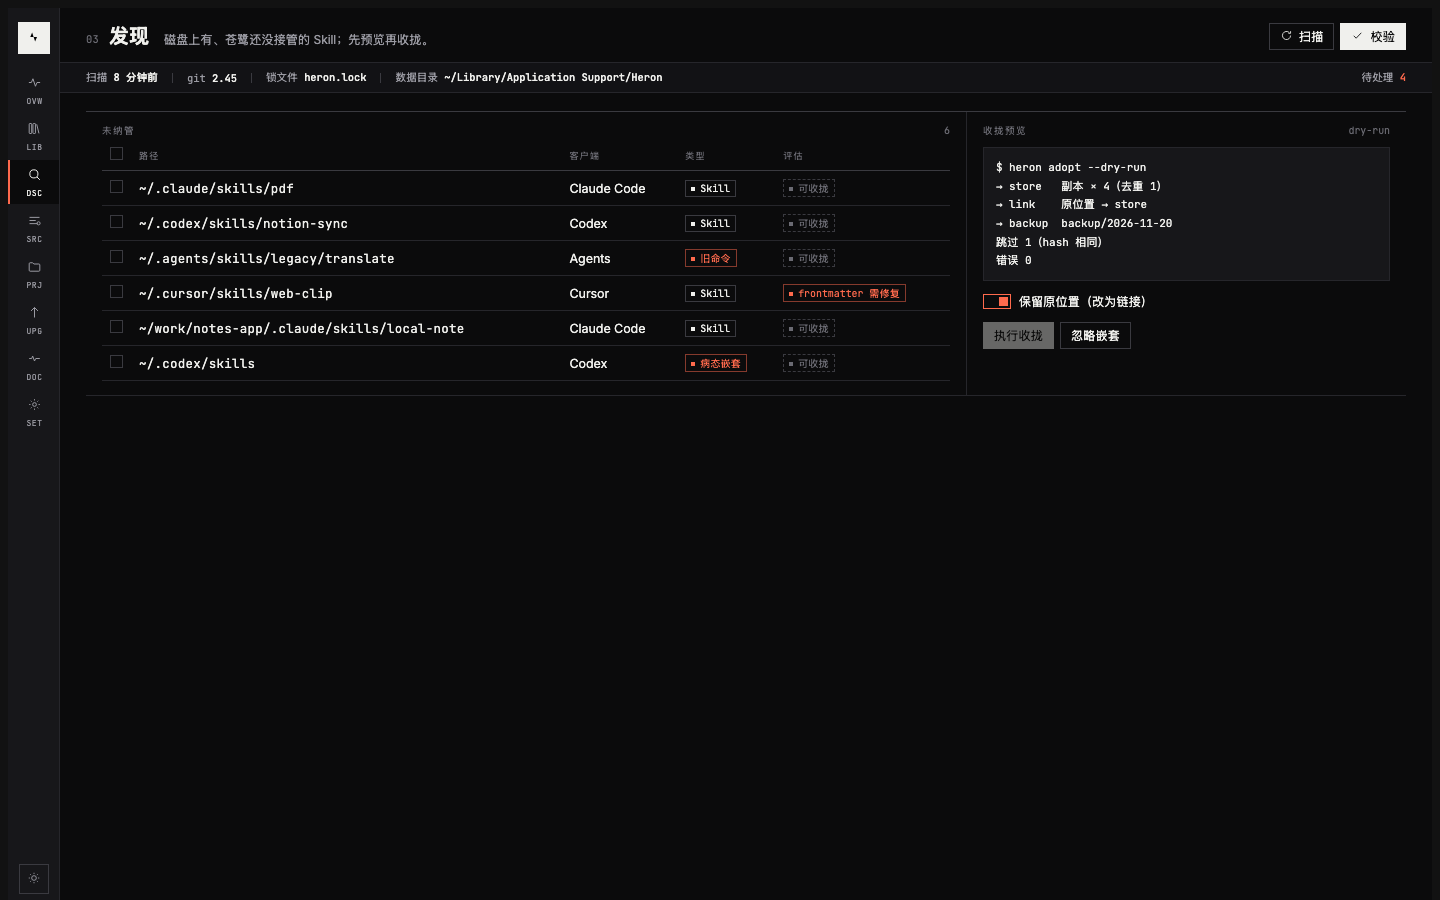 03 发现 磁盘上有、苍鹭还没接管的 Skill；先预览再收拢。
扫描
校验
扫描 8 分钟前
git 2.45
锁文件 heron.lock
数据目录 ~/Library/Application Support/Heron
待处理 4
OVW
LIB
DSC
SRC
PRJ
UPG
DOC
SET
未纳管 6
路径 客户端 类型 评估
~/.claude/skills/pdf Claude Code Skill 可收拢
~/.codex/skills/notion-sync Codex Skill 可收拢
~/.agents/skills/legacy/translate Agents 旧命令 可收拢
~/.cursor/skills/web-clip Cursor Skill frontmatter 需修复
~/work/notes-app/.claude/skills/local-note Claude Code Skill 可收拢
~/.codex/skills Codex 病态嵌套 可收拢
收拢预览 dry-run
$ heron adopt --dry-run
→ store 副本 × 4（去重 1）
→ link 原位置 → store
→ backup backup/2026-11-20
跳过 1（hash 相同）
错误 0
保留原位置（改为链接）
执行收拢
忽略嵌套